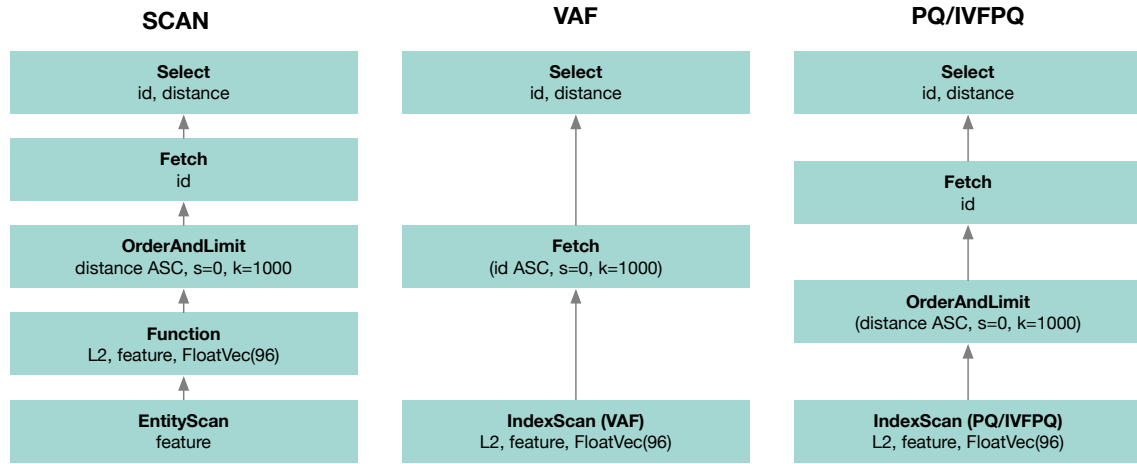 SCAN
Select
id, distance
Fetch
id
OrderAndLimit
distance ASC, s=0, k=1000
Function
L2, feature, FloatVec(96)
EntityScan
feature
VAF
Select
id, distance
Fetch
(id ASC, s=0, k=1000)
IndexScan (VAF)
L2, feature, FloatVec(96)
PQ/IVFPQ
Select
id, distance
Fetch
id
OrderAndLimit
(distance ASC, s=0, k=1000)
IndexScan (PQ/IVFPQ)
L2, feature, FloatVec(96)